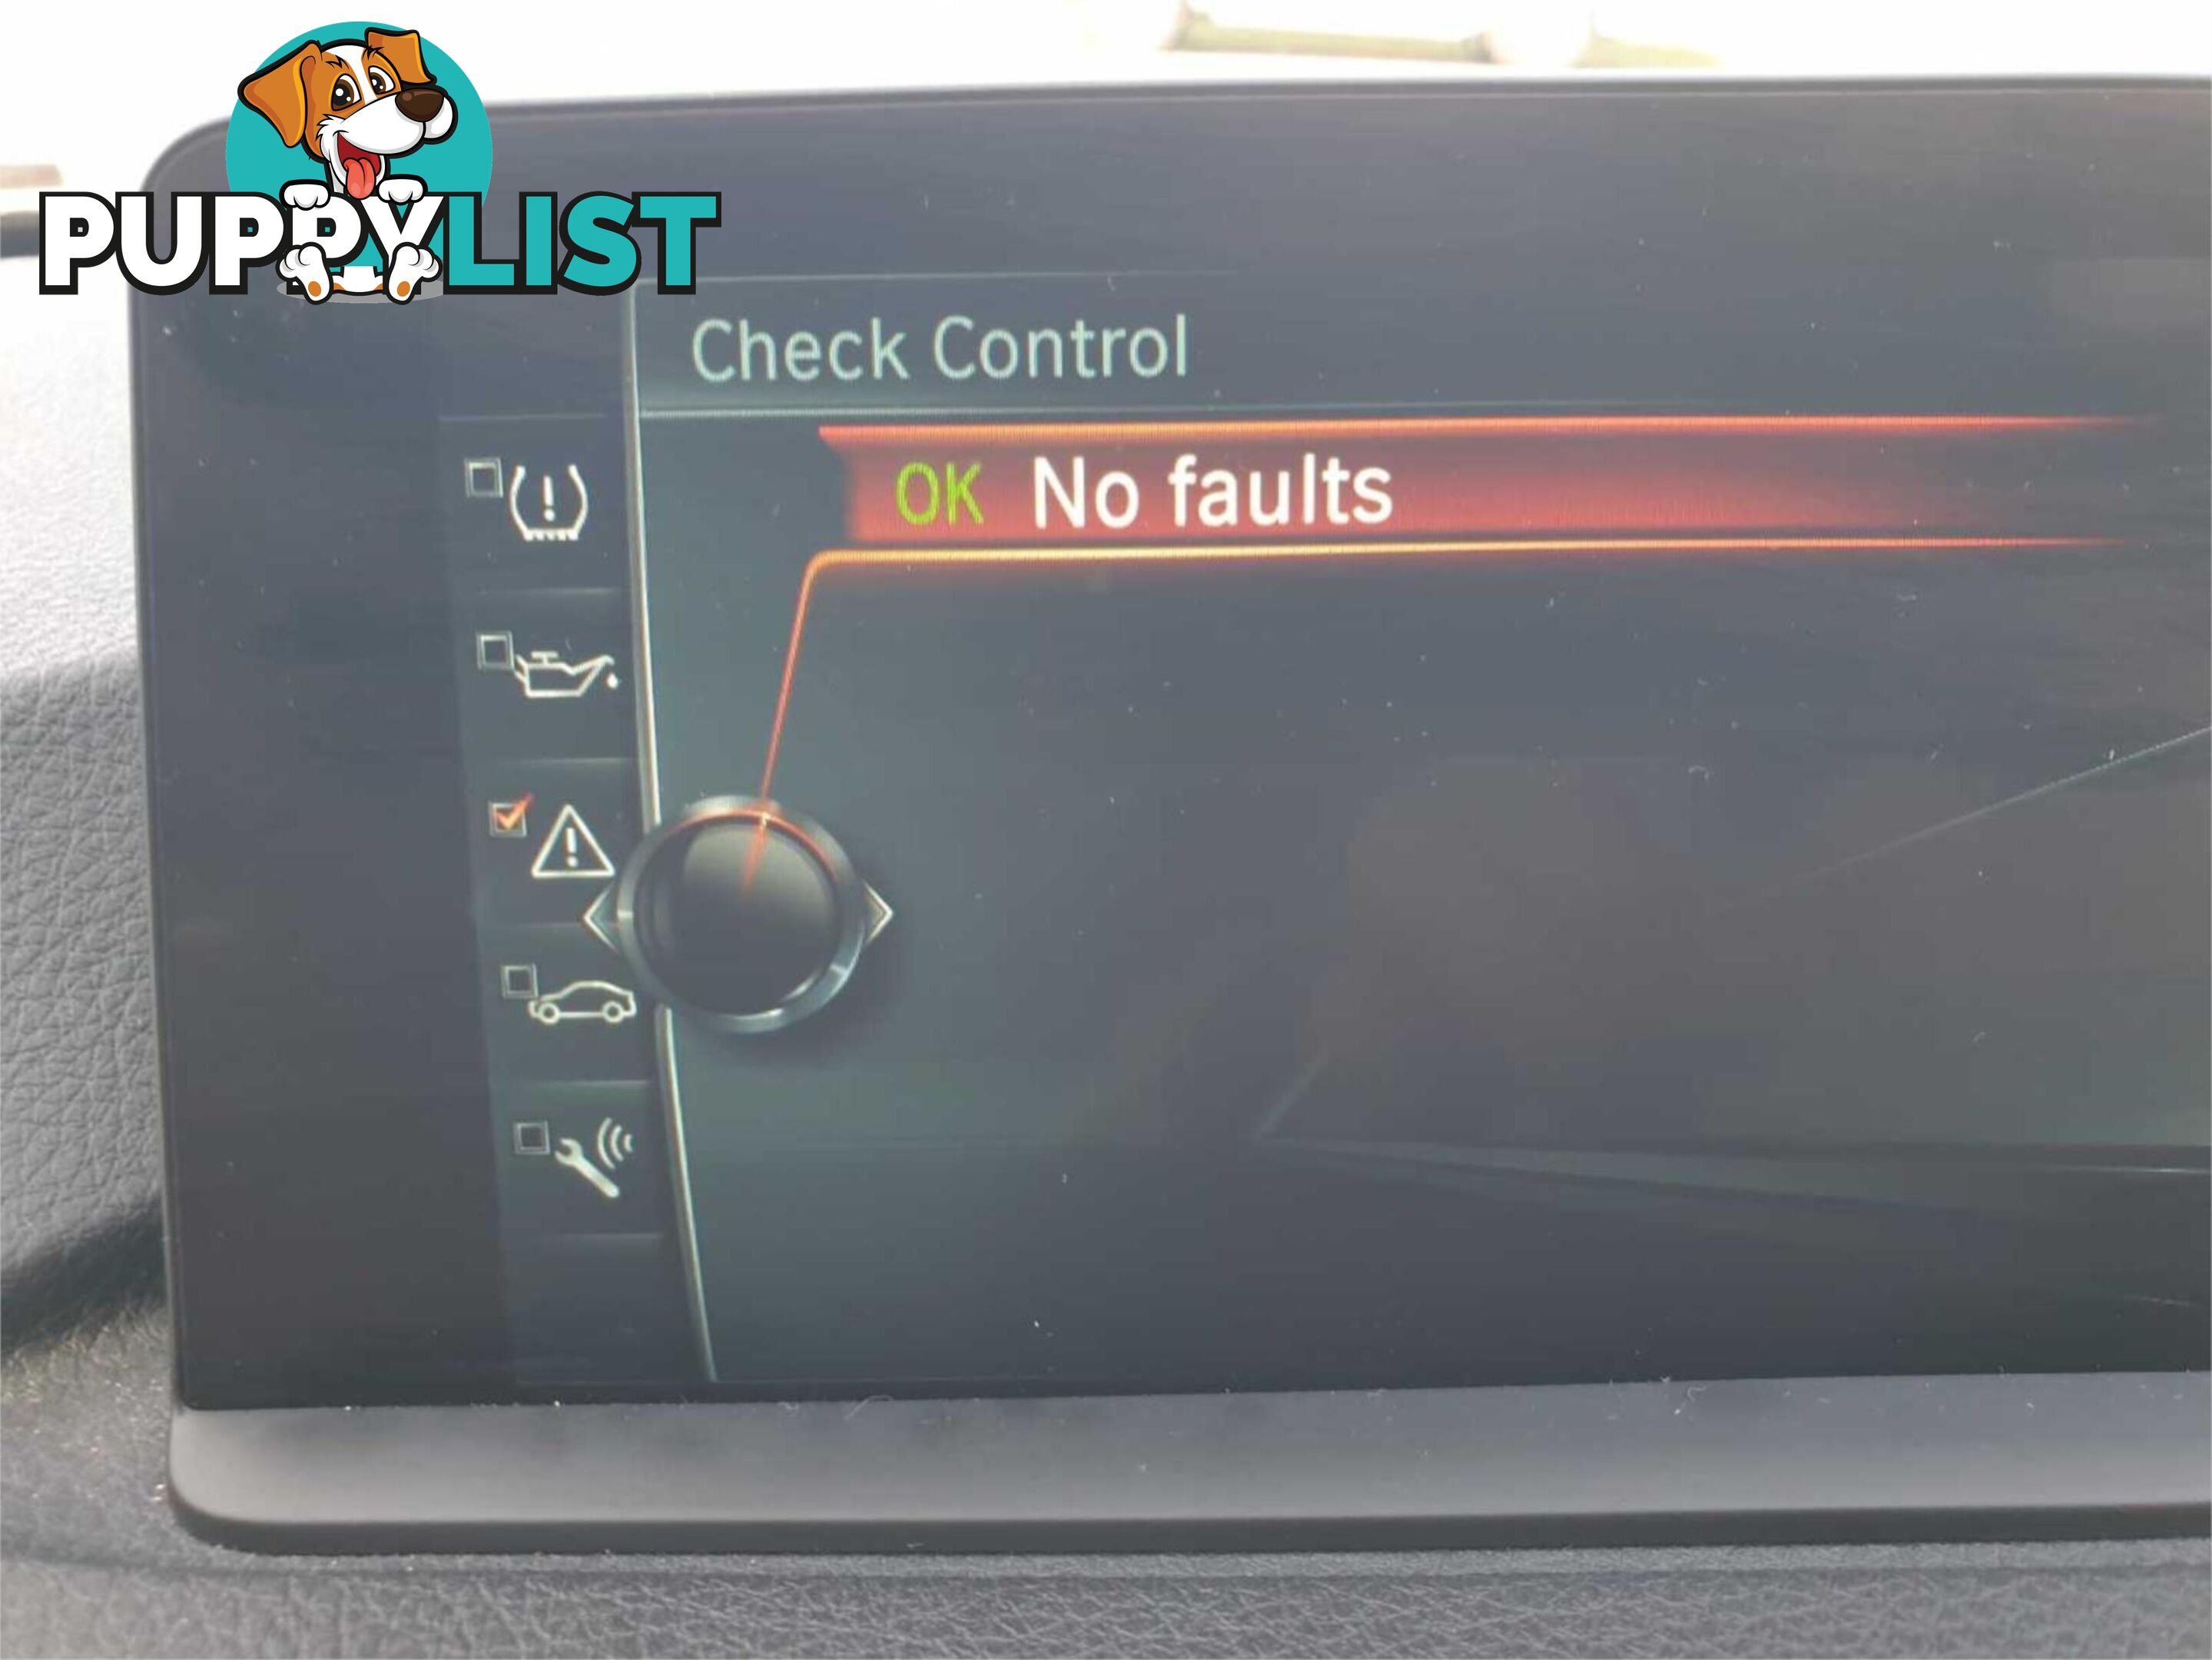 PUPPYLIST
Check Control
OK No faults